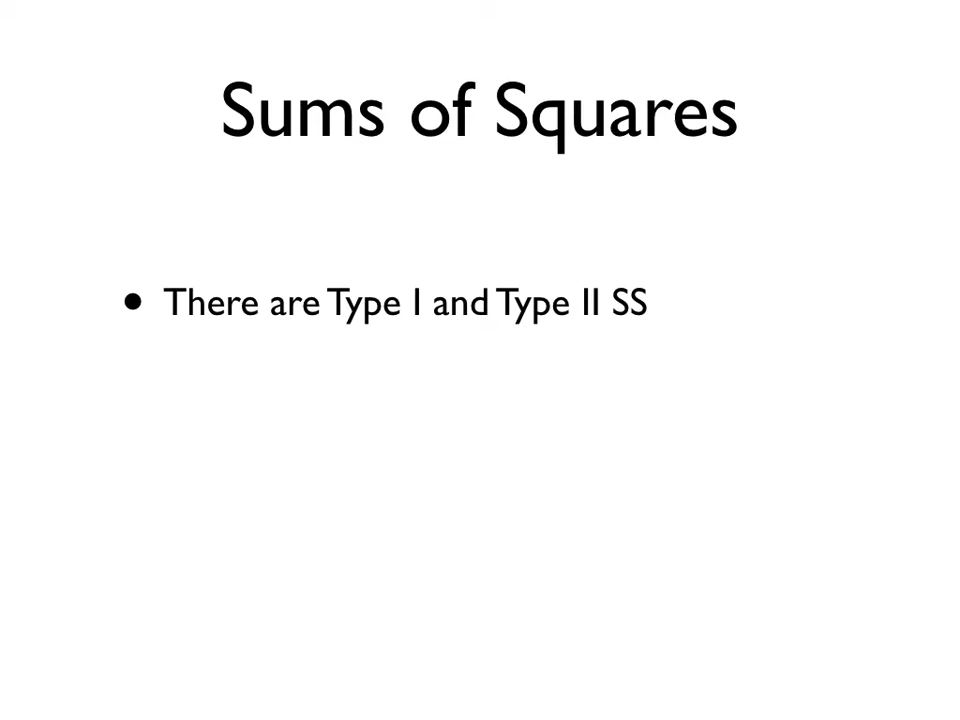 Sums of Squares
• There are Type I and Type II SS